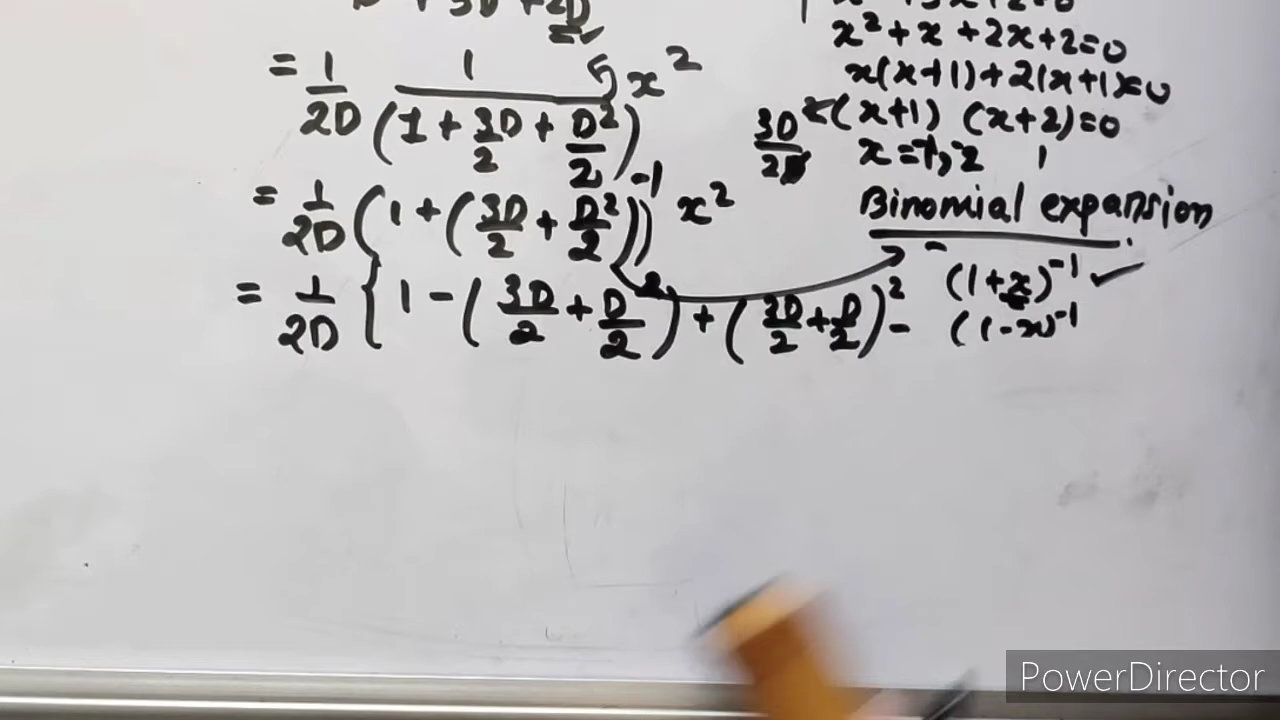 = 1/2D 1/(1 + 3D/2 + D²/2) x²
= 1/2D (1 + (3D/2 + D²/2))⁻¹ x²
= 1/2D { 1 - (3D/2 + D²/2) + (3D/2 + D/2)² -
x² + x + 2x + 2 = 0
x(x+1) + 2(x+1) = 0
(x+1) (x+2) = 0
3D/2
Binomial expansion
(1+x)⁻¹ ✓
(1-x)⁻¹
PowerDirector